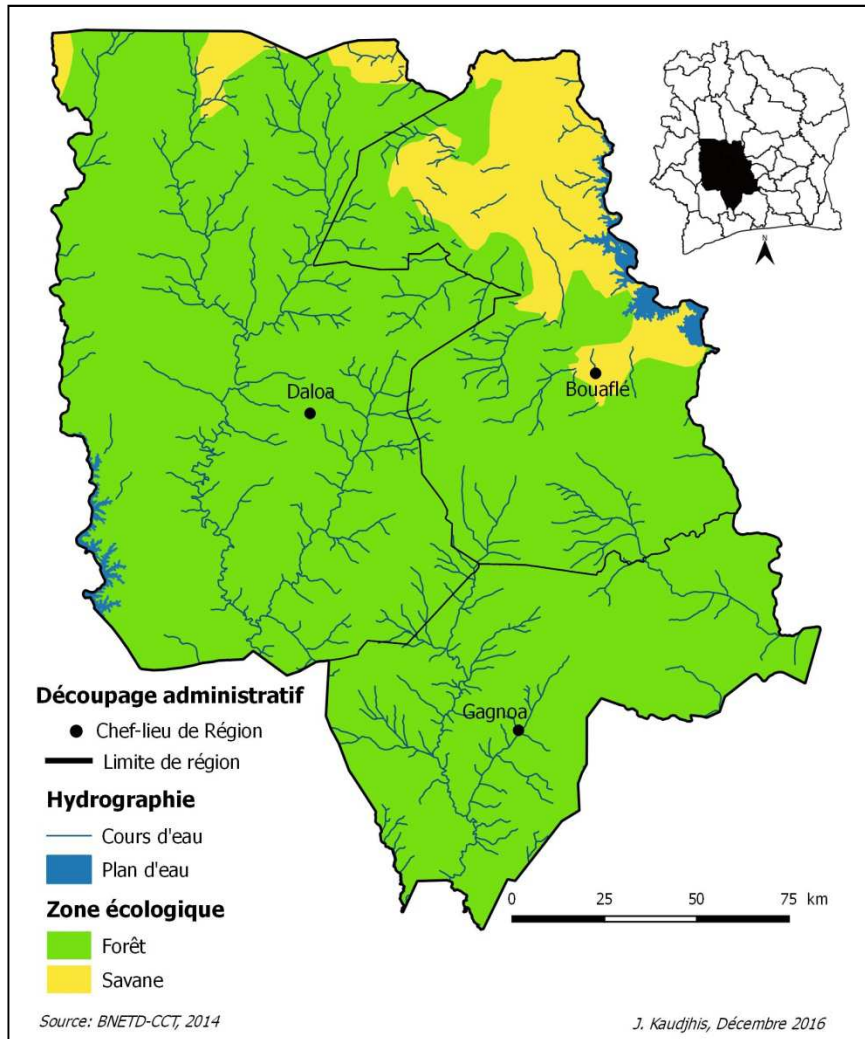 N
Daloa
Bouaflé
Gagnoa
Découpage administratif
Chef-lieu de Région
Limite de région
Hydrographie
Cours d'eau
Plan d'eau
Zone écologique
Forêt
Savane
0 25 50 75 km
Source: BNETD-CCT, 2014
J. Kaudjhis, Décembre 2016